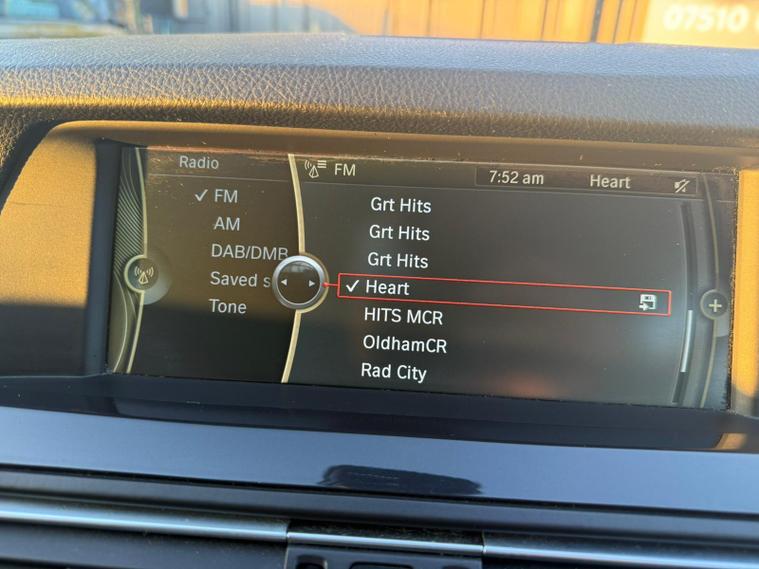 07510
Radio
FM
AM
DAB/DMB
Saved s
Tone
FM
7:52 am
Heart
Grt Hits
Grt Hits
Grt Hits
Heart
HITS MCR
OldhamCR
Rad City